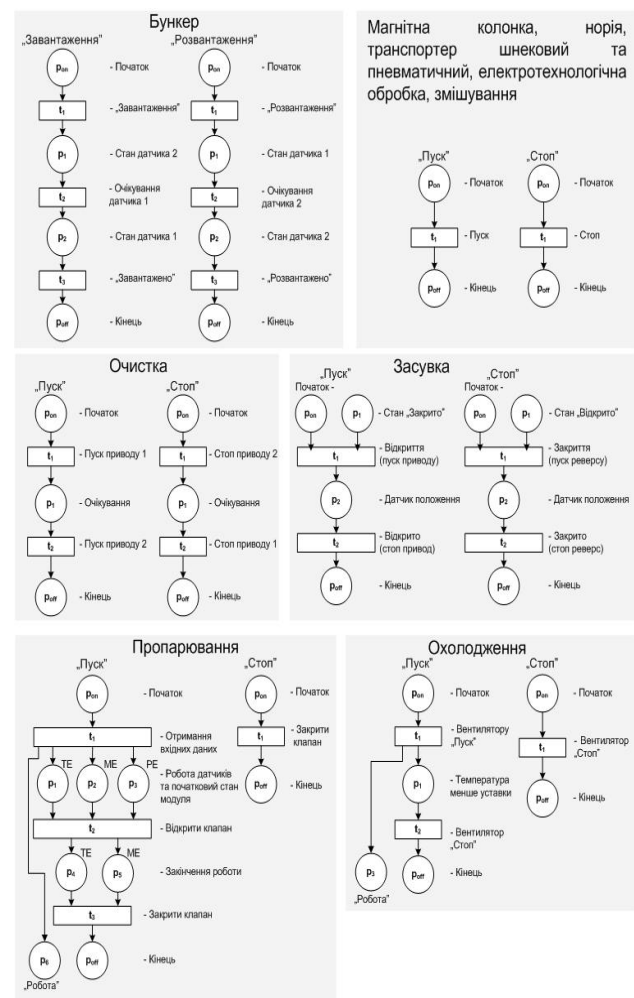 Бункер
„Завантаження”
pon - Початок
t1 - „Завантаження”
p1 - Стан датчика 2
t2 - Очікування
датчика 1
p2 - Стан датчика 1
t3 - „Завантажено”
poff - Кінець
„Розвантаження”
pon - Початок
t1 - „Розвантаження”
p1 - Стан датчика 1
t2 - Очікування
датчика 2
p2 - Стан датчика 2
t3 - „Розвантажено”
poff - Кінець
Магнітна колонка, норія,
транспортер шнековий та
пневматичний, електротехнологічна
обробка, змішування
„Пуск”
pon - Початок
t1 - Пуск
poff - Кінець
„Стоп”
pon - Початок
t1 - Стоп
poff - Кінець
Очистка
„Пуск”
pon - Початок
t1 - Пуск приводу 1
p1 - Очікування
t2 - Пуск приводу 2
poff - Кінець
„Стоп”
pon - Початок
t1 - Стоп приводу 2
p1 - Очікування
t2 - Стоп приводу 1
poff - Кінець
Засувка
„Пуск”
Початок -
pon p1 - Стан „Закрито”
t1 - Відкриття
(пуск приводу)
p2 - Датчик положення
t2 - Відкрито
(стоп привод)
poff - Кінець
„Стоп”
Початок -
pon p1 - Стан „Відкрито”
t1 - Закриття
(пуск реверсу)
p2 - Датчик положення
t2 - Закрито
(стоп реверс)
poff - Кінець
Пропарювання
„Пуск”
pon - Початок
t1 - Отримання
вхідних даних
TE ME PE
p1 p2 p3 - Робота датчиків
та початковий стан
модуля
t2 - Відкрити клапан
TE ME
p4 p5 - Закінчення роботи
t3 - Закрити клапан
p6 poff - Кінець
„Робота”
„Стоп”
pon - Початок
t1 - Закрити
клапан
poff - Кінець
Охолодження
„Пуск”
pon - Початок
t1 - Вентилятору
„Пуск”
p1 - Температура
менше уставки
t2 - Вентилятор
„Стоп”
p3 poff - Кінець
„Робота”
„Стоп”
pon - Початок
t1 - Вентилятор
„Стоп”
poff - Кінець